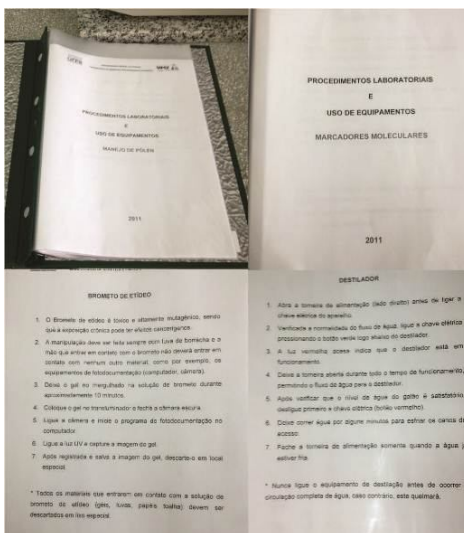 PROCEDIMENTOS LABORATORIAIS
E
USO DE EQUIPAMENTOS
MANEJO DE PÓLEN
2011
PROCEDIMENTOS LABORATORIAIS
E
USO DE EQUIPAMENTOS
MARCADORES MOLECULARES
2011
BROMETO DE ETÍDEO
1. O Brometo de etídeo é tóxico e altamente mutagênico, sendo
que a exposição crônica pode ter efeitos cancerígenos.
2. A manipulação deve ser feita sempre com luva de borracha e a
mão que entrar em contato com o brometo não deverá entrar em
contato com nenhum outro material, como por exemplo, os
equipamentos de fotodocumentação (computador, câmera).
3. Deixe o gel mergulhado na solução de brometo durante
aproximadamente 10 minutos.
4. Coloque o gel no transluminador e feche a câmara escura.
5. Ligue a câmera e inicie o programa do fotodocumentação no
computador.
6. Ligue a luz UV e capture a imagem do gel.
7. Após registrada e salva a imagem do gel, descarte-o em local
especial.
* Todos os materiais que entrarem em contato com a solução de
brometo de etídeo (géis, luvas, papéis toalha) devem ser
descartados em lixo especial.
DESTILADOR
1. Abra a torneira de alimentação (lado direito) antes de ligar a
chave elétrica do aparelho.
2. Verificada a normalidade do fluxo de água, ligue a chave elétrica
pressionando o botão verde logo abaixo do destilador.
3. A luz vermelha acesa indica que o destilador está em
funcionamento.
4. Deixe a torneira aberta durante todo o tempo de funcionamento,
permitindo o fluxo de água para o destilador.
5. Após verificar que o nível de água do galão é satisfatório,
desligue primeiro a chave elétrica (botão vermelho).
6. Deixe correr água por alguns minutos para esfriar os canos de
acesso.
7. Feche a torneira de alimentação somente quando a água já
estiver fria.
* Nunca ligue o equipamento de destilação antes de ocorrer
circulação completa de água, caso contrário, este queimará.